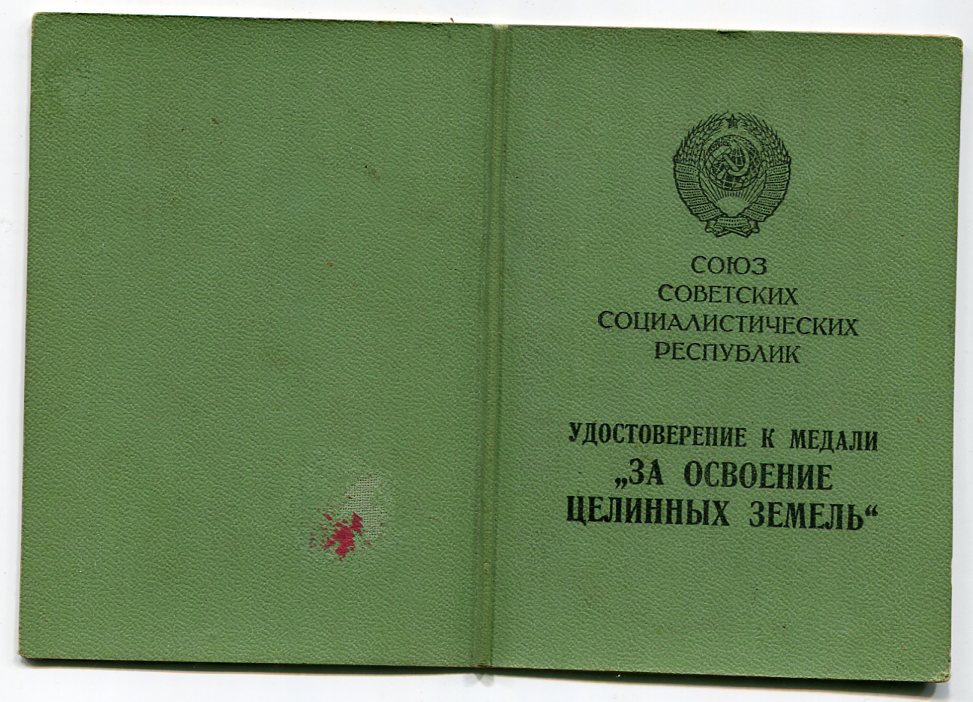 СОЮЗ
СОВЕТСКИХ
СОЦИАЛИСТИЧЕСКИХ
РЕСПУБЛИК
УДОСТОВЕРЕНИЕ К МЕДАЛИ
„ЗА ОСВОЕНИЕ
ЦЕЛИННЫХ ЗЕМЕЛЬ“